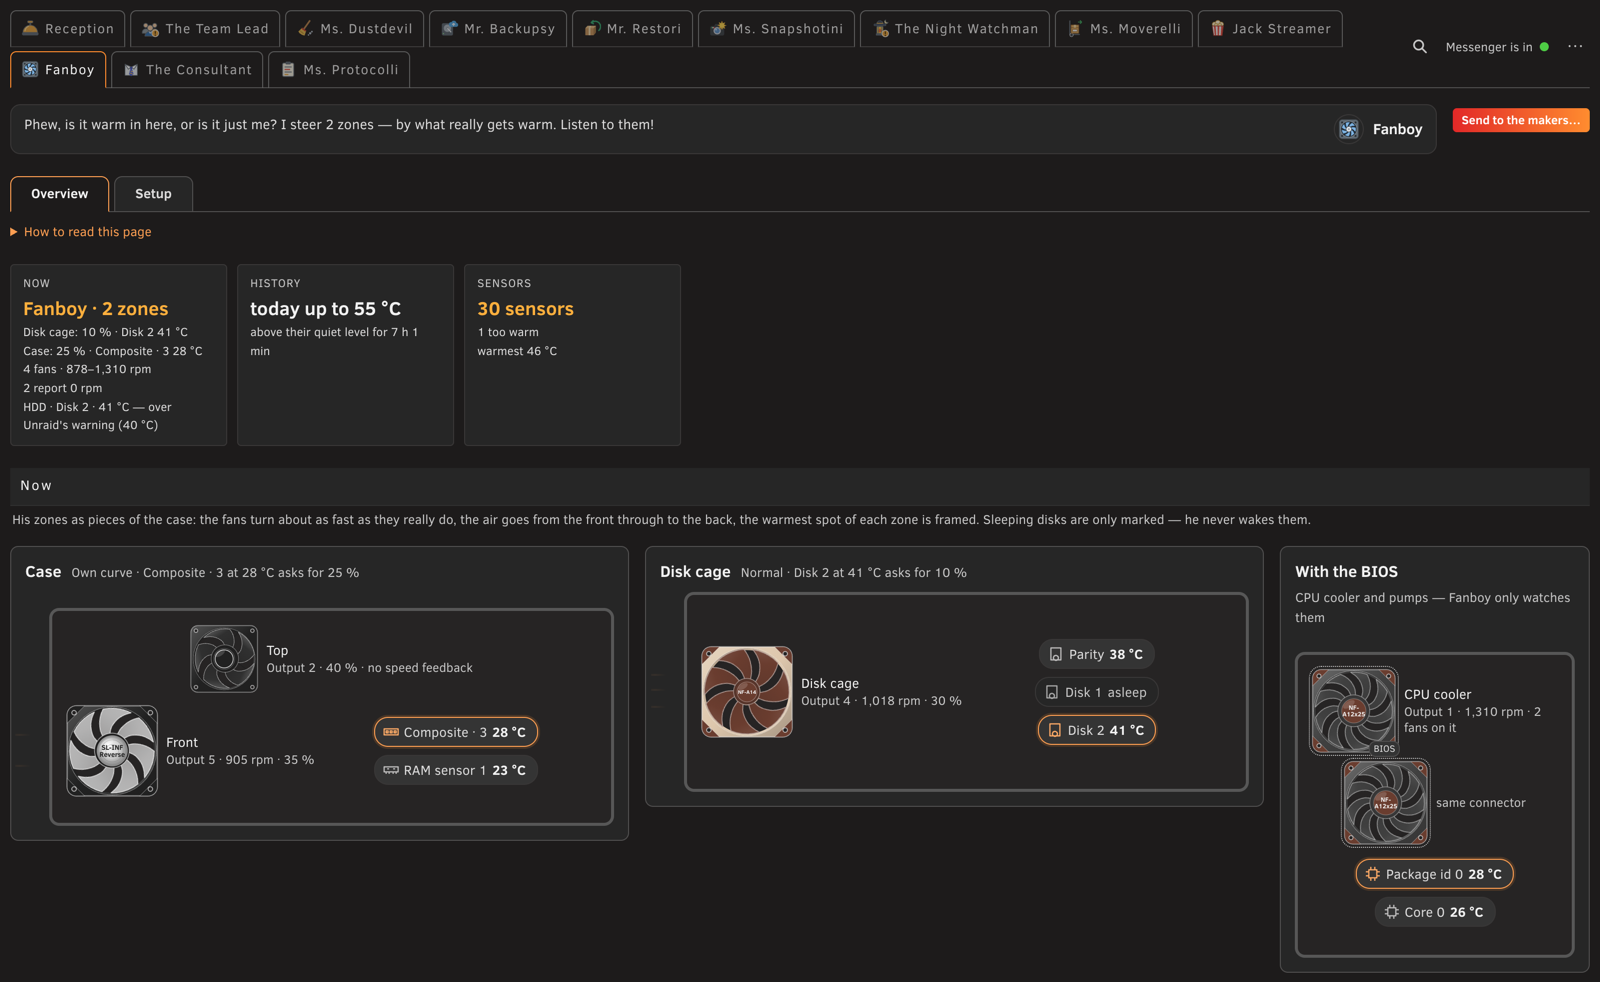 Reception
The Team Lead
Ms. Dustdevil
Mr. Backupsy
Mr. Restori
Ms. Snapshotini
The Night Watchman
Ms. Moverelli
Jack Streamer
Messenger is in
Fanboy
The Consultant
Ms. Protocolli
Phew, is it warm in here, or is it just me? I steer 2 zones — by what really gets warm. Listen to them!
Fanboy
Send to the makers...
Overview
Setup
How to read this page
NOW
Fanboy · 2 zones
Disk cage: 10 % · Disk 2 41 °C
Case: 25 % · Composite · 3 28 °C
4 fans · 878–1,310 rpm
2 report 0 rpm
HDD · Disk 2 · 41 °C — over
Unraid's warning (40 °C)
HISTORY
today up to 55 °C
above their quiet level for 7 h 1
min
SENSORS
30 sensors
1 too warm
warmest 46 °C
Now
His zones as pieces of the case: the fans turn about as fast as they really do, the air goes from the front through to the back, the warmest spot of each zone is framed. Sleeping disks are only marked — he never wakes them.
Case Own curve · Composite · 3 at 28 °C asks for 25 %
Top
Output 2 · 40 % · no speed feedback
SL-INF
Reverse
Front
Output 5 · 905 rpm · 35 %
Composite · 3 28 °C
RAM sensor 1 23 °C
Disk cage Normal · Disk 2 at 41 °C asks for 10 %
NF-A14
Disk cage
Output 4 · 1,018 rpm · 30 %
Parity 38 °C
Disk 1 asleep
Disk 2 41 °C
With the BIOS
CPU cooler and pumps — Fanboy only watches
them
NF-
A12x25
BIOS
CPU cooler
Output 1 · 1,310 rpm · 2
fans on it
NF-
A12x25
same connector
Package id 0 28 °C
Core 0 26 °C